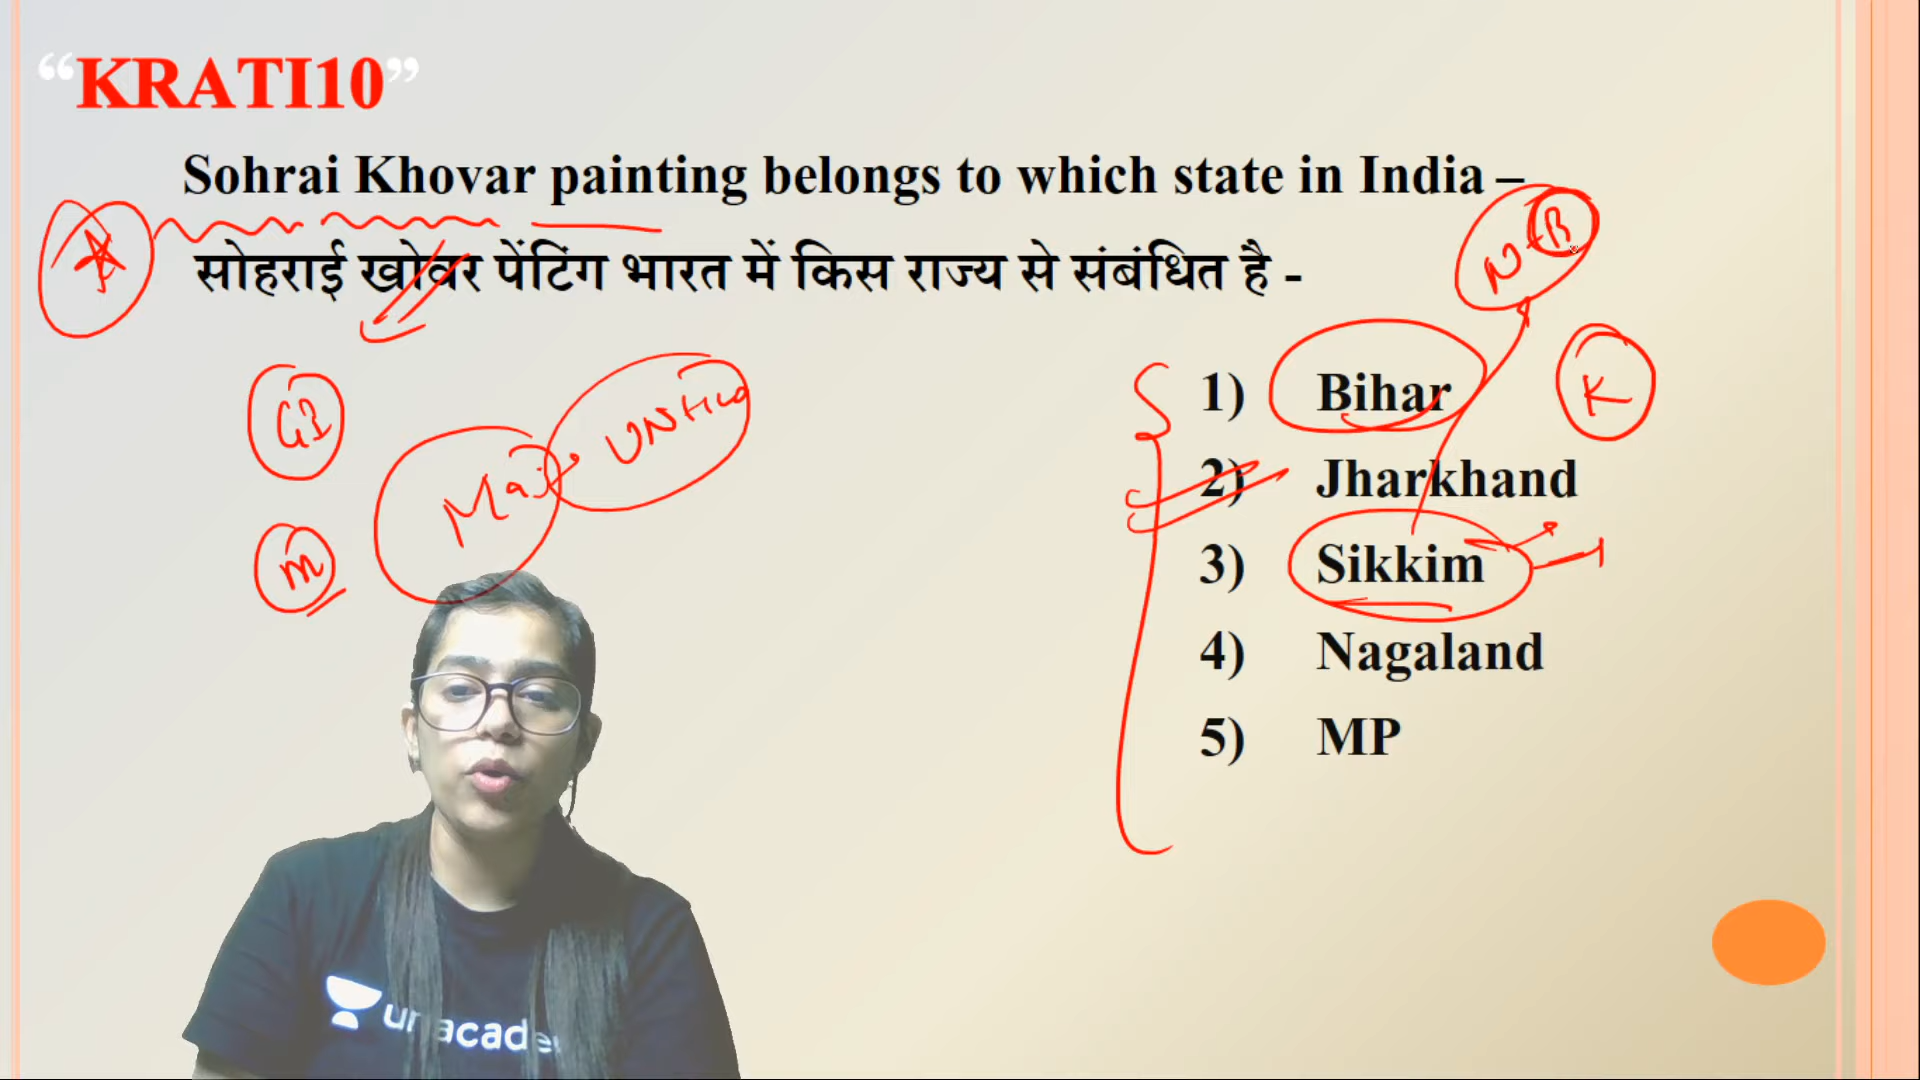 “KRATI10”
Sohrai Khovar painting belongs to which state in India –
सोहराई खोवर पेंटिंग भारत में किस राज्य से संबंधित है -
N-B
1) Bihar
K
2) Jharkhand
3) Sikkim
4) Nagaland
5) MP
GI
M
unacade